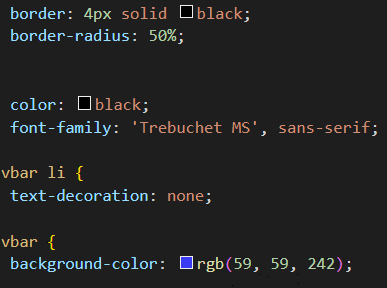 border: 4px solid black;
border-radius: 50%;
color: black;
font-family: 'Trebuchet MS', sans-serif;
vbar li {
text-decoration: none;
vbar {
background-color: rgb(59, 59, 242);